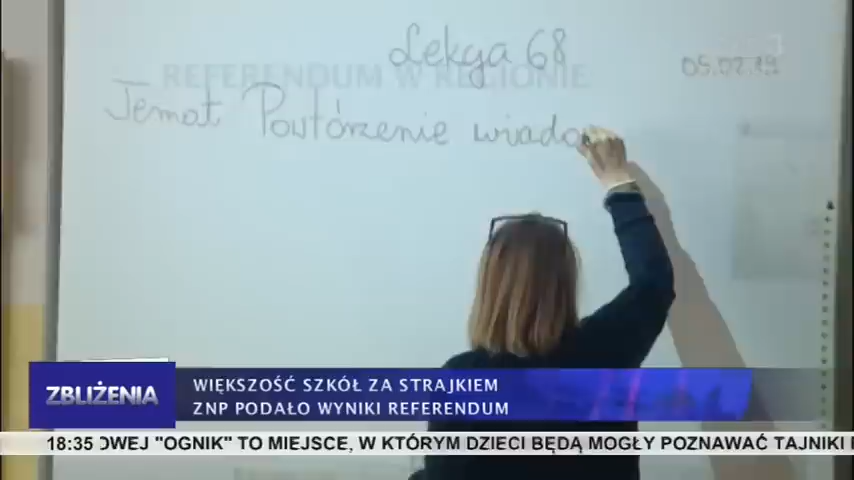 Lekcja 68
REFERENDUM W REGIONIE
05.02.19
Temat Powtórzenie wiado
ZBLIŻENIA
WIĘKSZOŚĆ SZKÓŁ ZA STRAJKIEM
ZNP PODAŁO WYNIKI REFERENDUM
18:35 OWEJ "OGNIK" TO MIEJSCE, W KTÓRYM DZIECI BĘDĄ MOGŁY POZNAWAĆ TAJNIKI